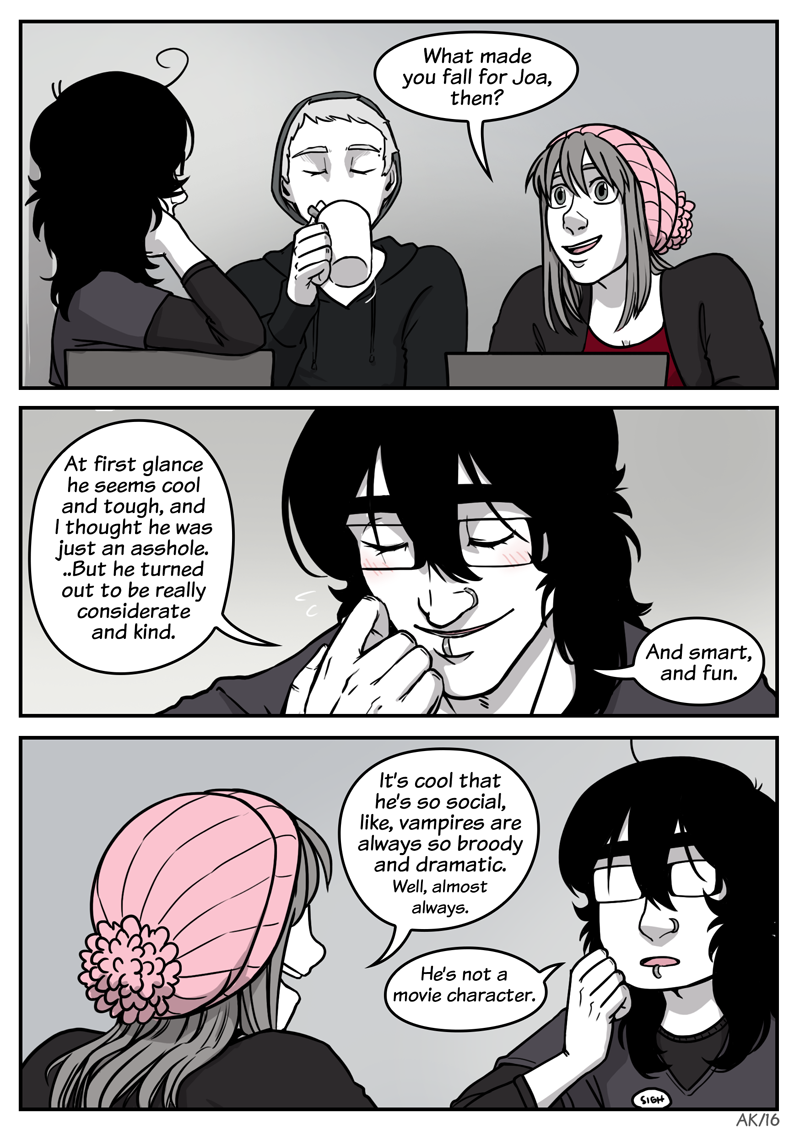 What made
you fall for Joa,
then?
At first glance
he seems cool
and tough, and
I thought he was
just an asshole.
..But he turned
out to be really
considerate
and kind.
And smart,
and fun.
It's cool that
he's so social,
like, vampires are
always so broody
and dramatic.
Well, almost
always.
He's not a
movie character.
SIGH
AK/16